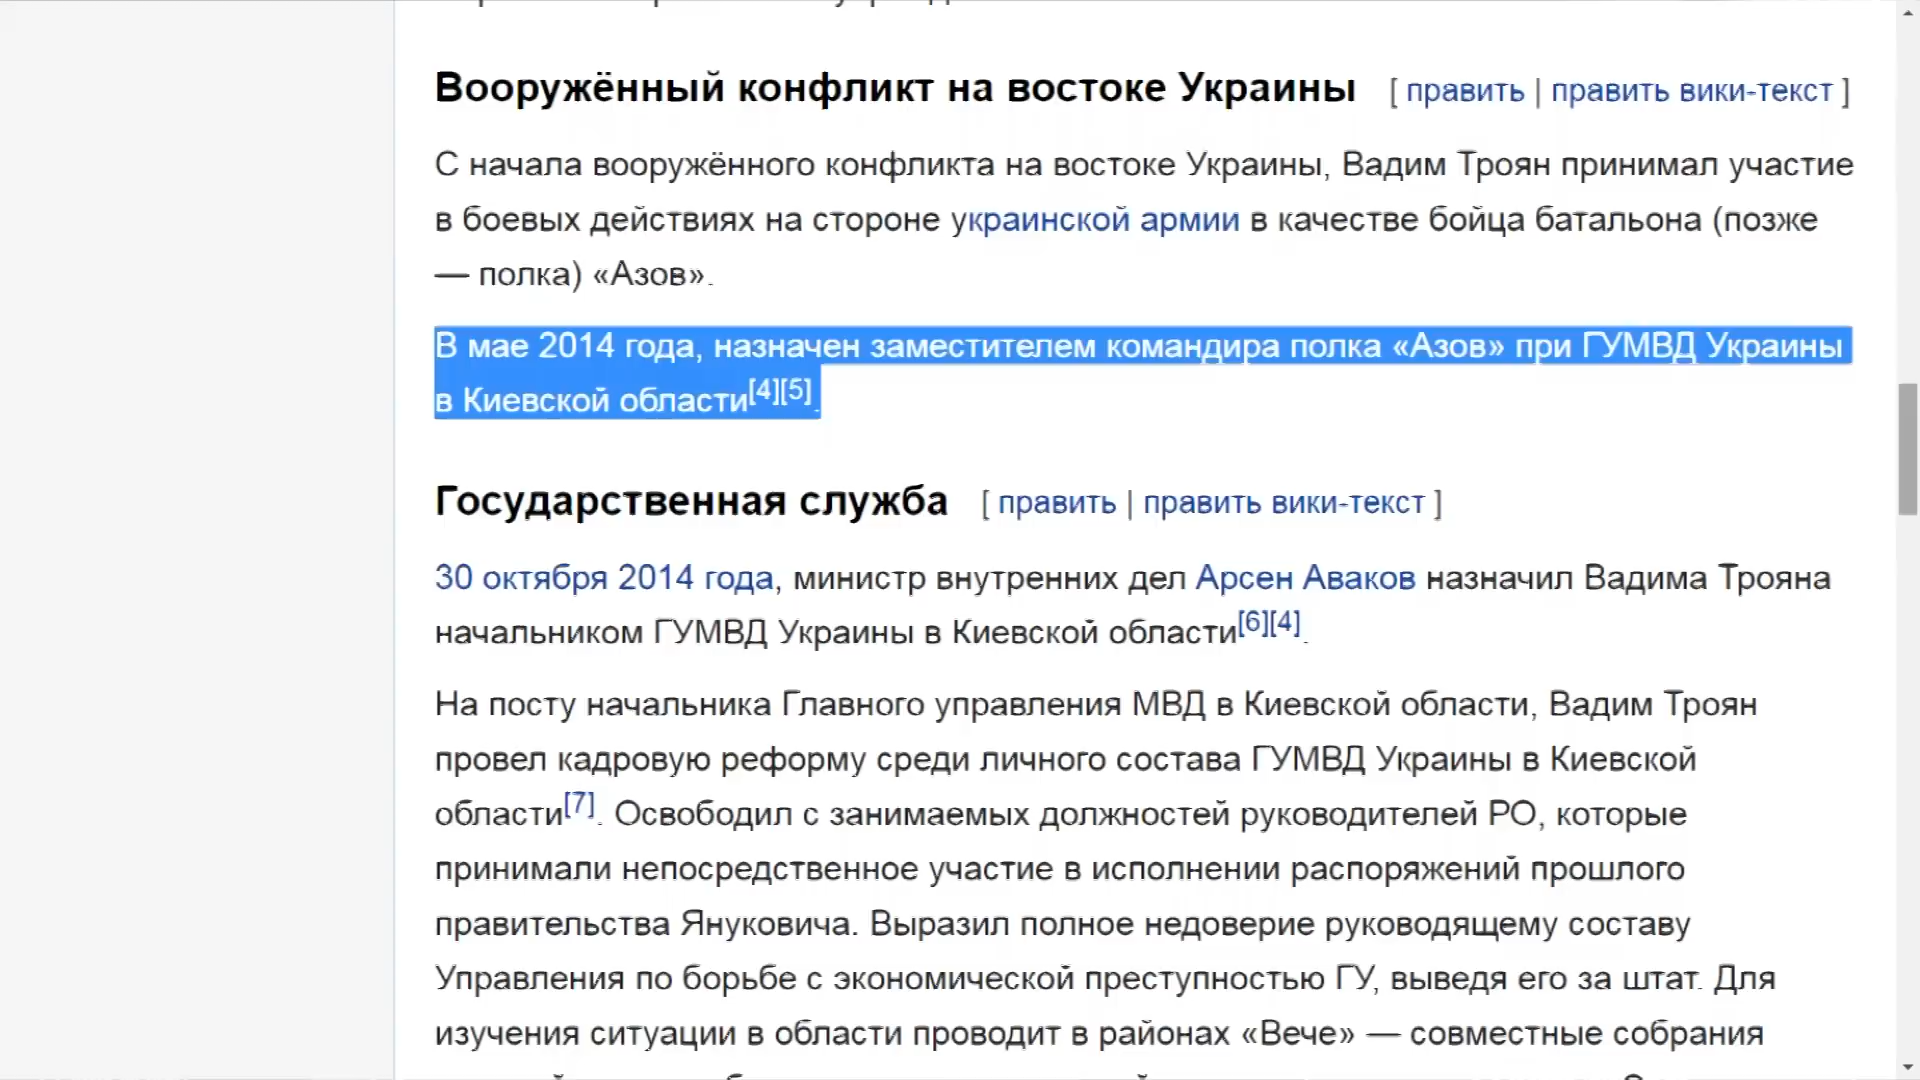 Вооружённый конфликт на востоке Украины [ править | править вики-текст ]
С начала вооружённого конфликта на востоке Украины, Вадим Троян принимал участие
в боевых действиях на стороне украинской армии в качестве бойца батальона (позже
— полка) «Азов».
В мае 2014 года, назначен заместителем командира полка «Азов» при ГУМВД Украины
в Киевской области[4][5].
Государственная служба [ править | править вики-текст ]
30 октября 2014 года, министр внутренних дел Арсен Аваков назначил Вадима Трояна
начальником ГУМВД Украины в Киевской области[6][4].
На посту начальника Главного управления МВД в Киевской области, Вадим Троян
провел кадровую реформу среди личного состава ГУМВД Украины в Киевской
области[7]. Освободил с занимаемых должностей руководителей РО, которые
принимали непосредственное участие в исполнении распоряжений прошлого
правительства Януковича. Выразил полное недоверие руководящему составу
Управления по борьбе с экономической преступностью ГУ, выведя его за штат. Для
изучения ситуации в области проводит в районах «Вече» — совместные собрания